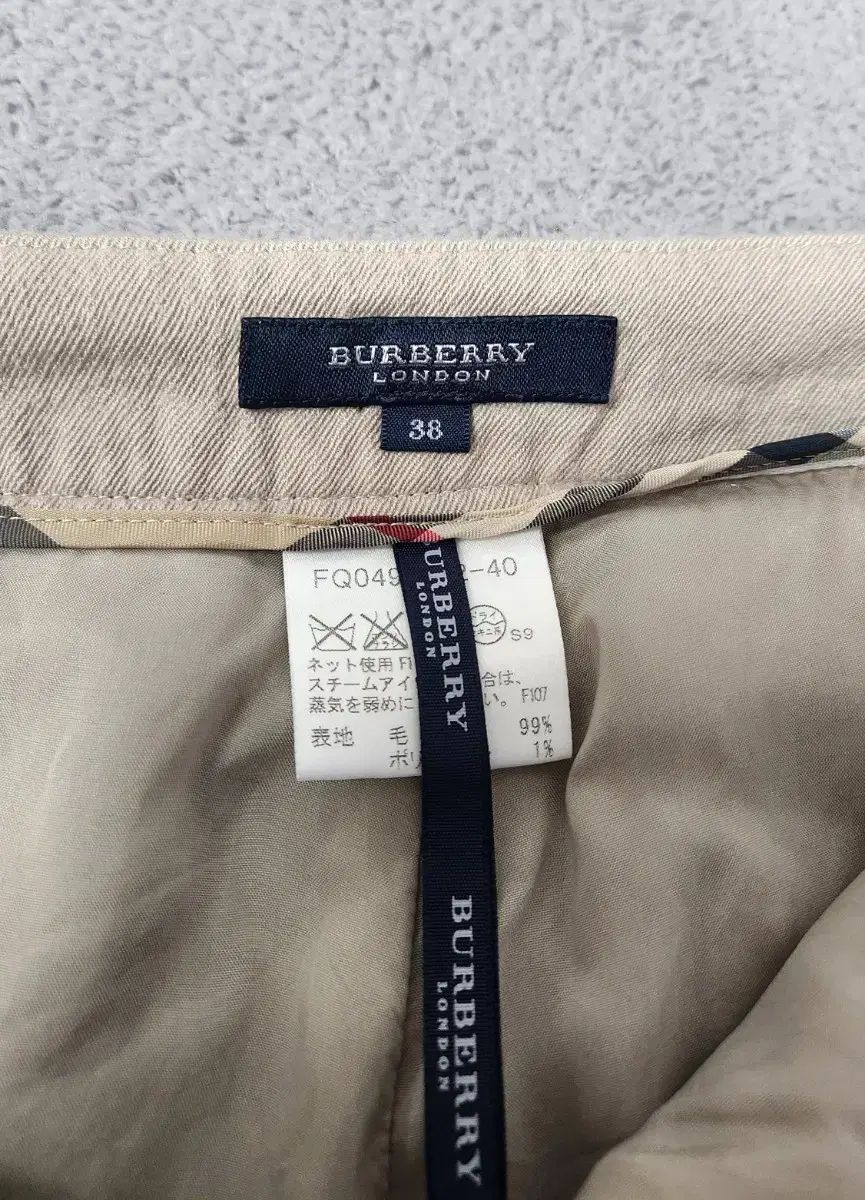 BURBERRY
LONDON
38
FQ049 2-40
S9
ネット使用
スチームアイ 合は、
蒸気を弱めに い。 F107
表地 毛 99%
ポリ 1%
BURBERRY
LONDON
BURBERRY
LONDON